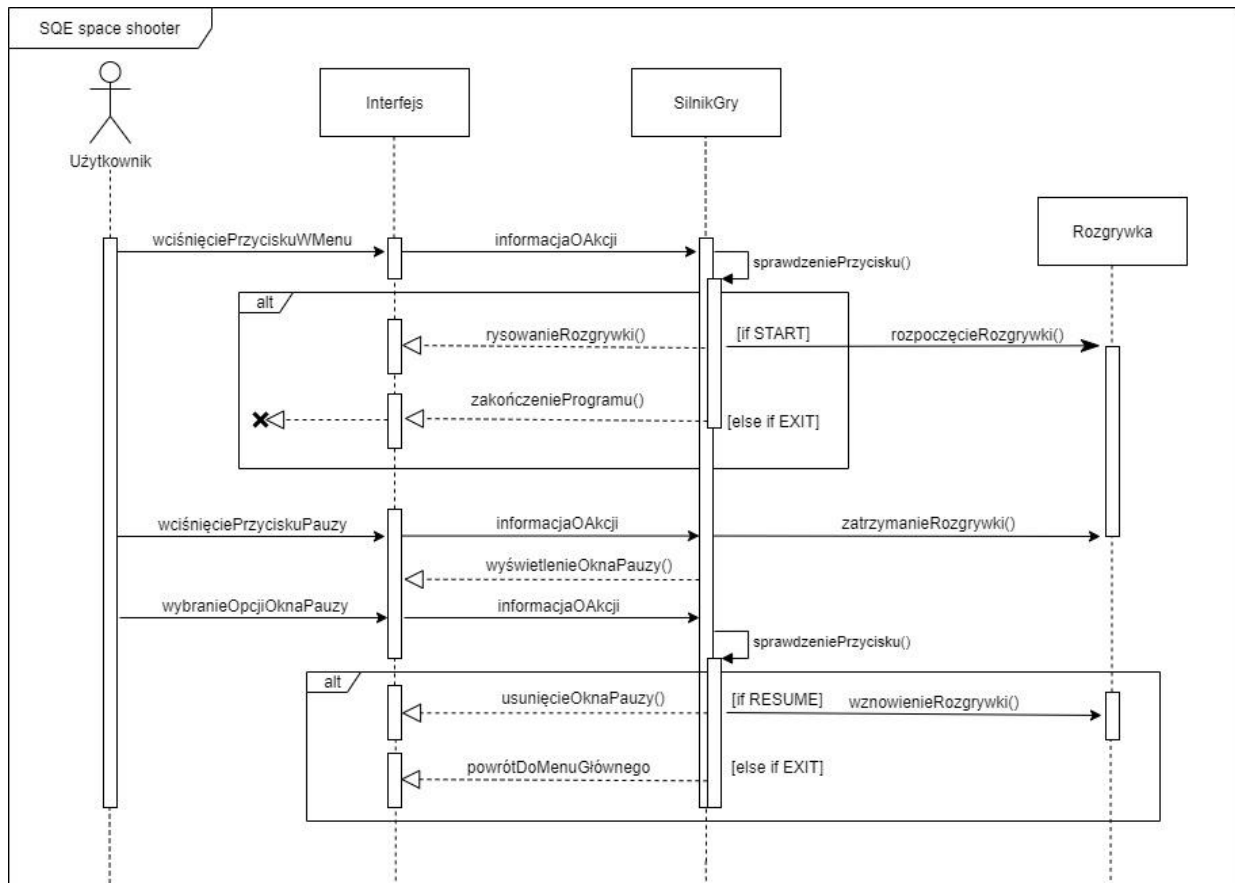 SQE space shooter
Interfejs
SilnikGry
Użytkownik
Rozgrywka
wciśnięciePrzyciskuWMenu
informacjaOAkcji
sprawdzeniePrzycisku()
alt
rysowanieRozgrywki()
[if START]
rozpoczęcieRozgrywki()
zakończenieProgramu()
[else if EXIT]
wciśnięciePrzyciskuPauzy
informacjaOAkcji
zatrzymanieRozgrywki()
wyświetlenieOknaPauzy()
wybranieOpcjiOknaPauzy
informacjaOAkcji
sprawdzeniePrzycisku()
alt
usunięcieOknaPauzy()
[if RESUME]
wznowienieRozgrywki()
powrótDoMenuGłównego
[else if EXIT]